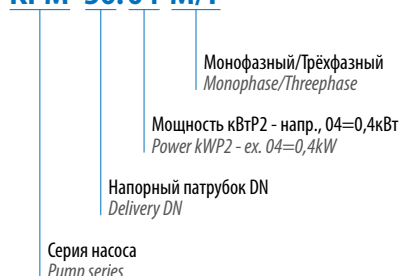 Монофазный/Трёхфазный
Monophase/Threephase
Мощность кВтP2 - напр., 04=0,4кВт
Power kWP2 - ex. 04=0,4kW
Напорный патрубок DN
Delivery DN
Серия насоса
Pump series